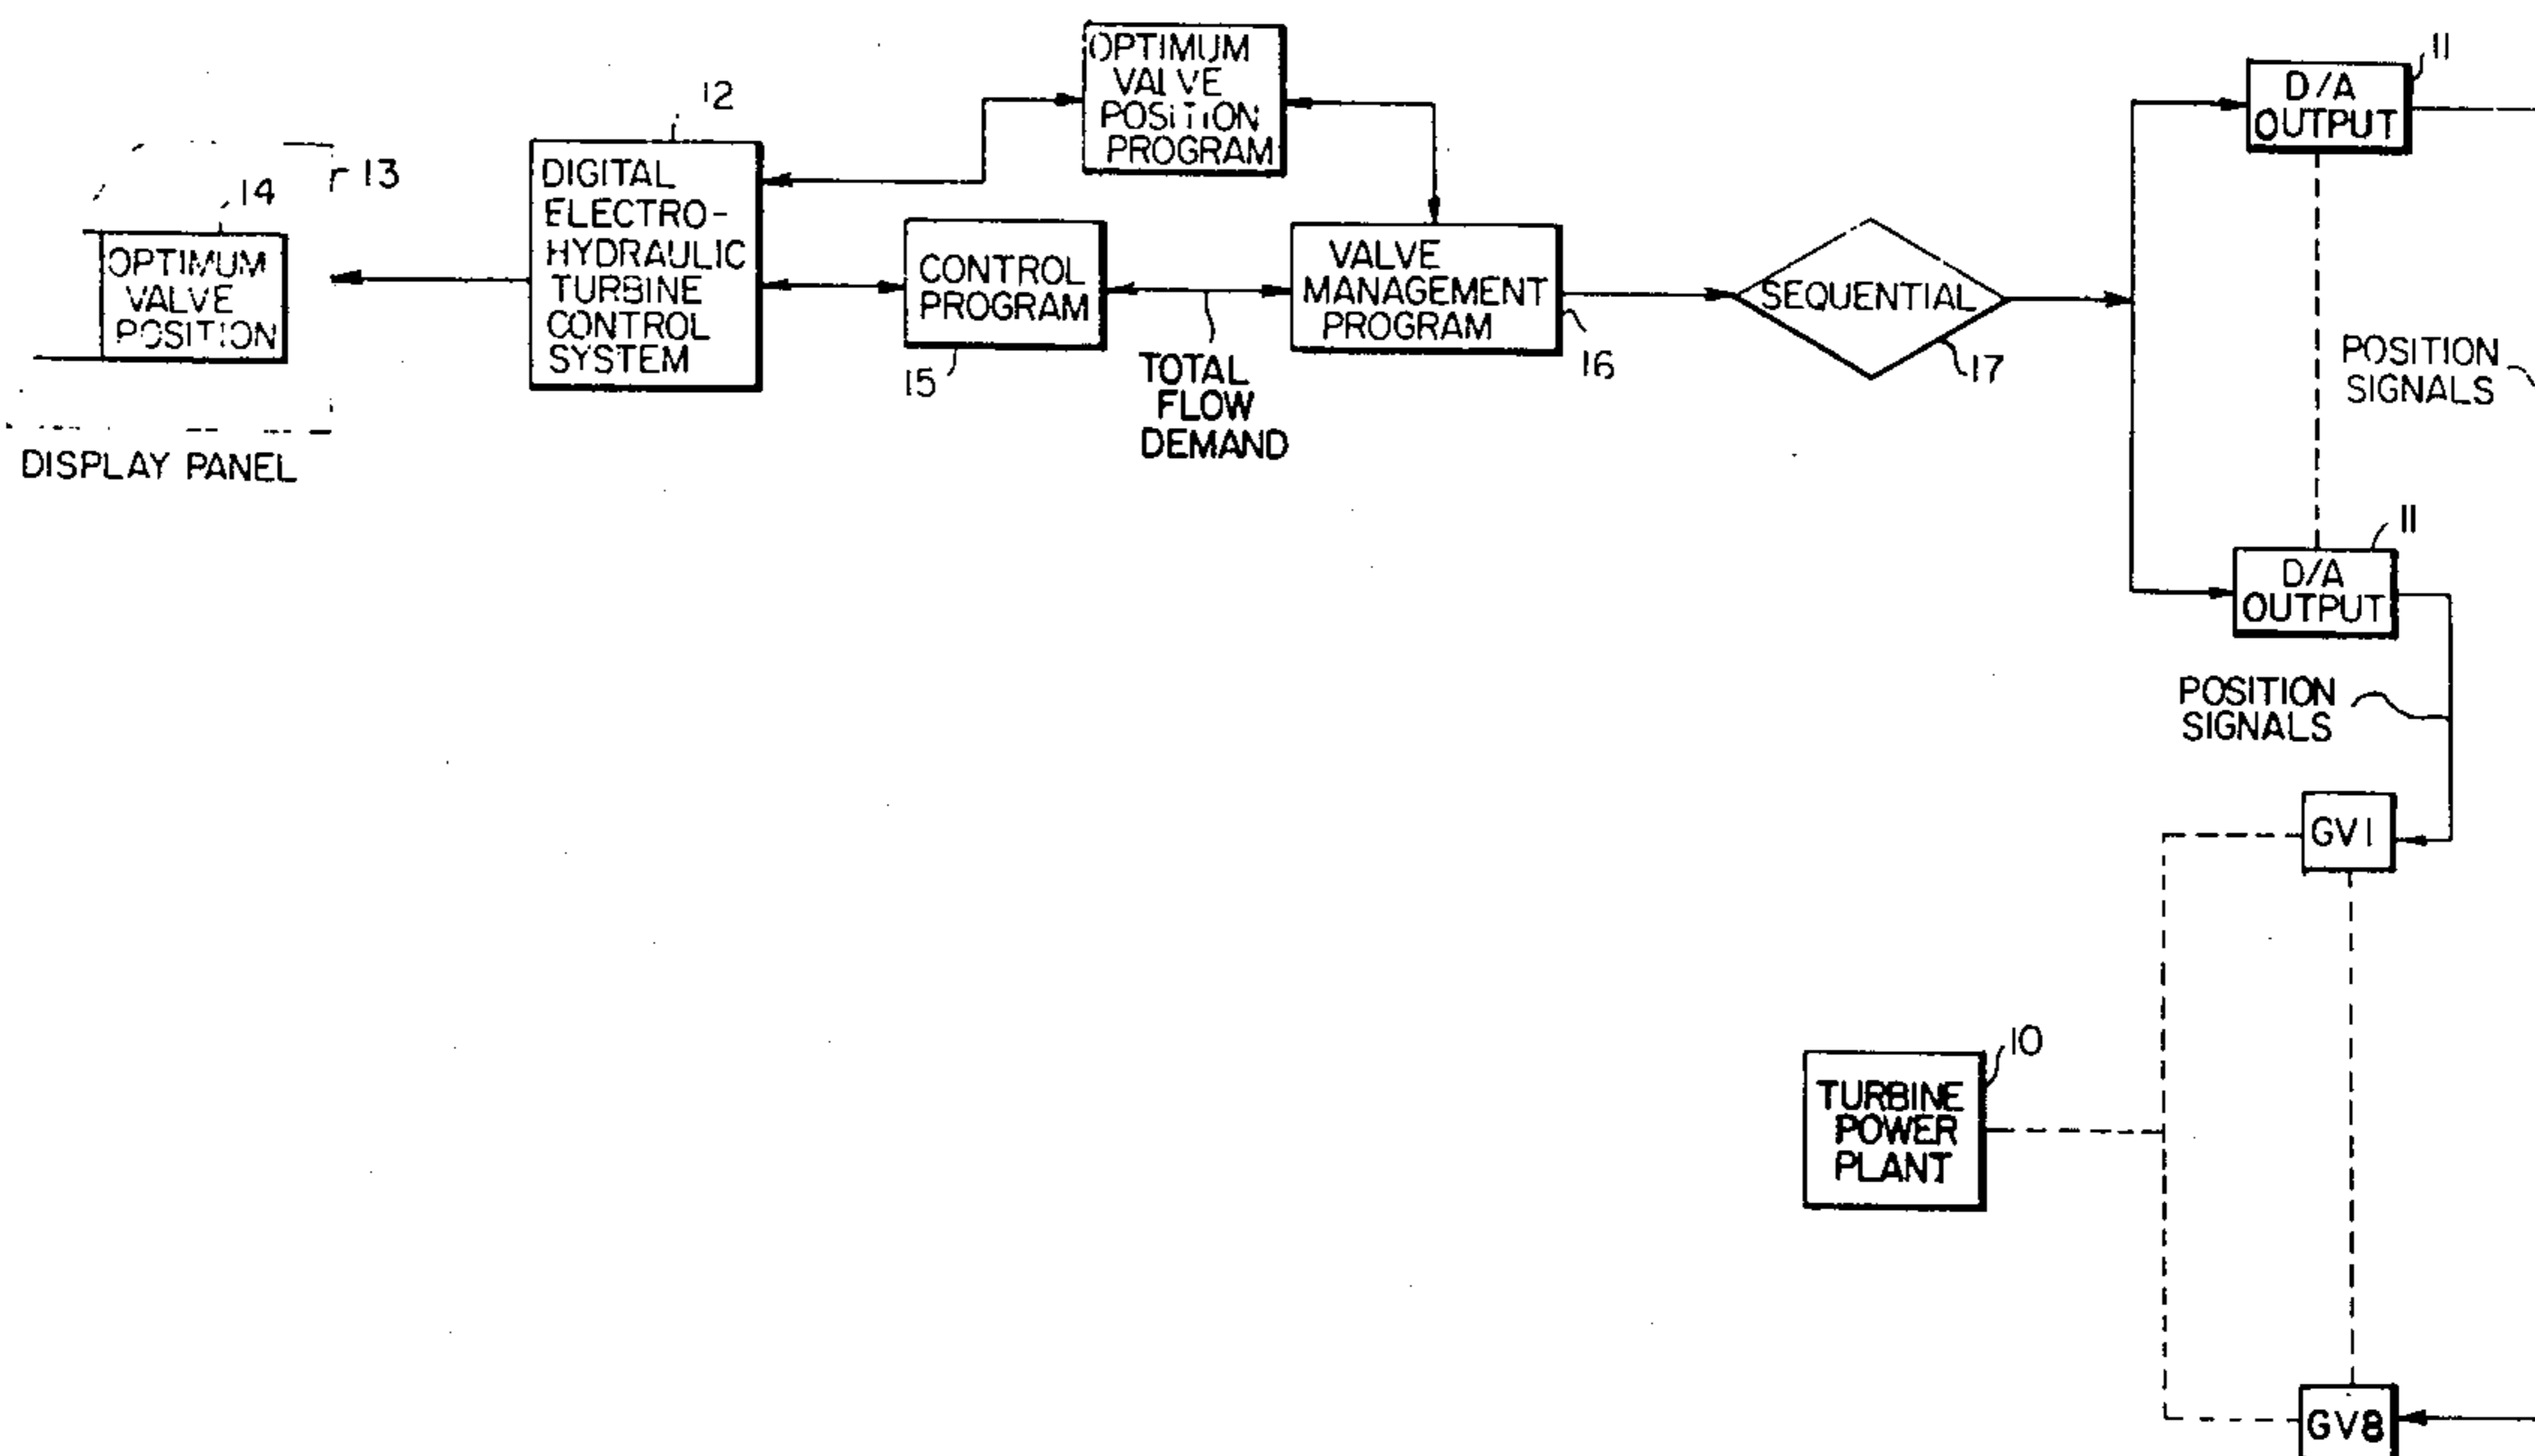 13
14
OPTIMUM
VALVE
POSITION
DISPLAY PANEL
12
DIGITAL
ELECTRO-
HYDRAULIC
TURBINE
CONTROL
SYSTEM
OPTIMUM
VALVE
POSITION
PROGRAM
CONTROL
PROGRAM
15
TOTAL
FLOW
DEMAND
VALVE
MANAGEMENT
PROGRAM
16
SEQUENTIAL
17
11
D/A
OUTPUT
POSITION
SIGNALS
11
D/A
OUTPUT
POSITION
SIGNALS
GV1
10
TURBINE
POWER
PLANT
GV8